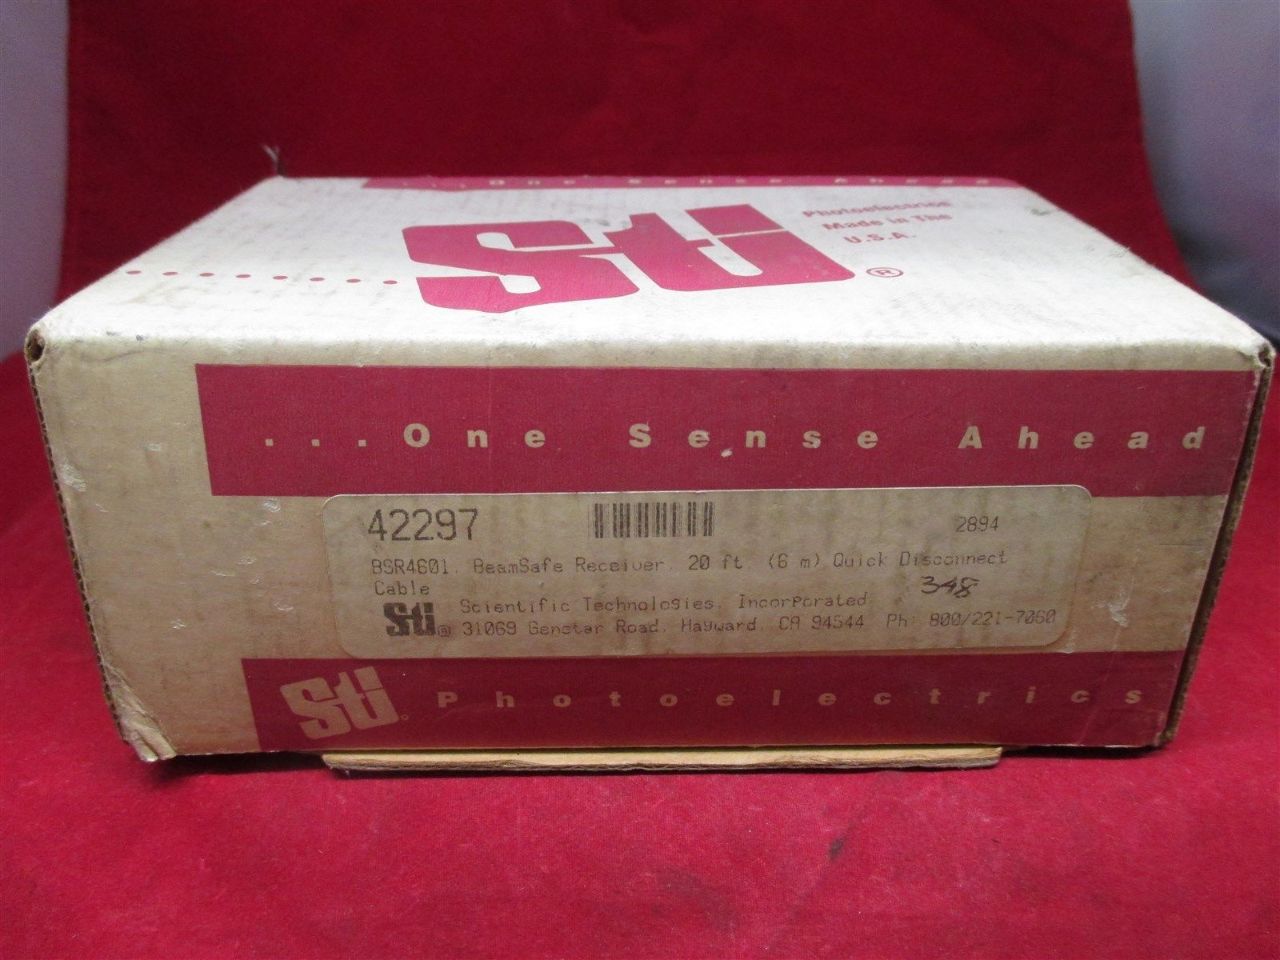 ...One Sense Ahead
Sti ®
Photoelectrics
Made in The
U.S.A.
...One Sense Ahead
42297
2894
BSR4601, BeamSafe Receiver, 20 ft. (6 m) Quick Disconnect
Cable
348
Sti ® Scientific Technologies, Incorporated
31069 Genstar Road, Hayward, CA 94544 Ph: 800/221-7060
Sti Photoelectrics